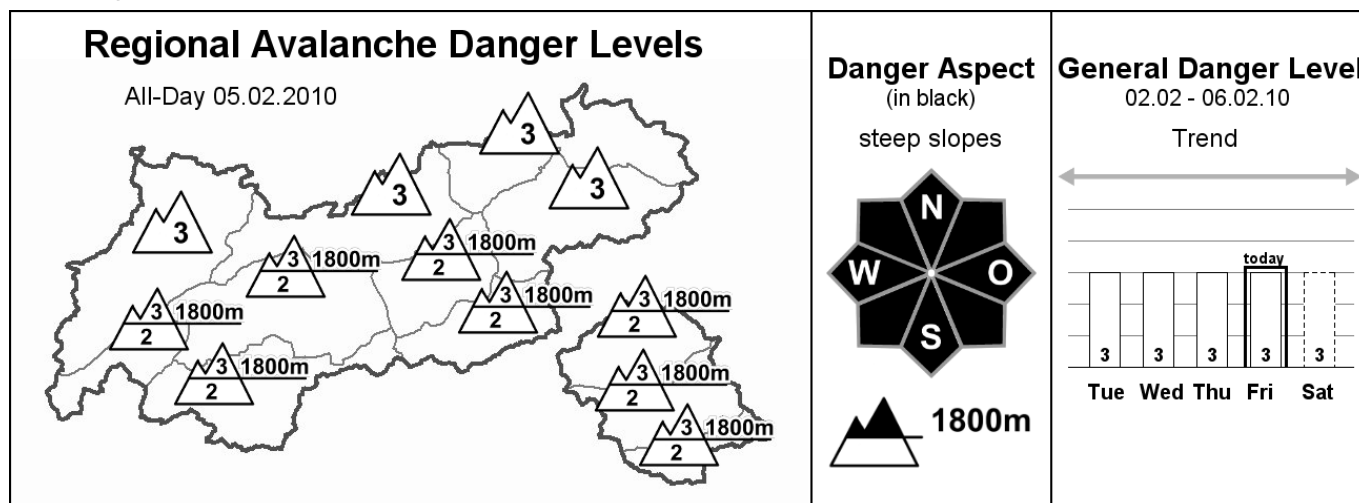 Regional Avalanche Danger Levels
All-Day 05.02.2010
3
3
3
3
3 1800m
2
3 1800m
2
3 1800m
2
3 1800m
2
3 1800m
2
3 1800m
2
3 1800m
2
3 1800m
2
Danger Aspect
(in black)
steep slopes
N
W O
S
1800m
General Danger Level
02.02 - 06.02.10
Trend
today
3 3 3 3 3
Tue Wed Thu Fri Sat